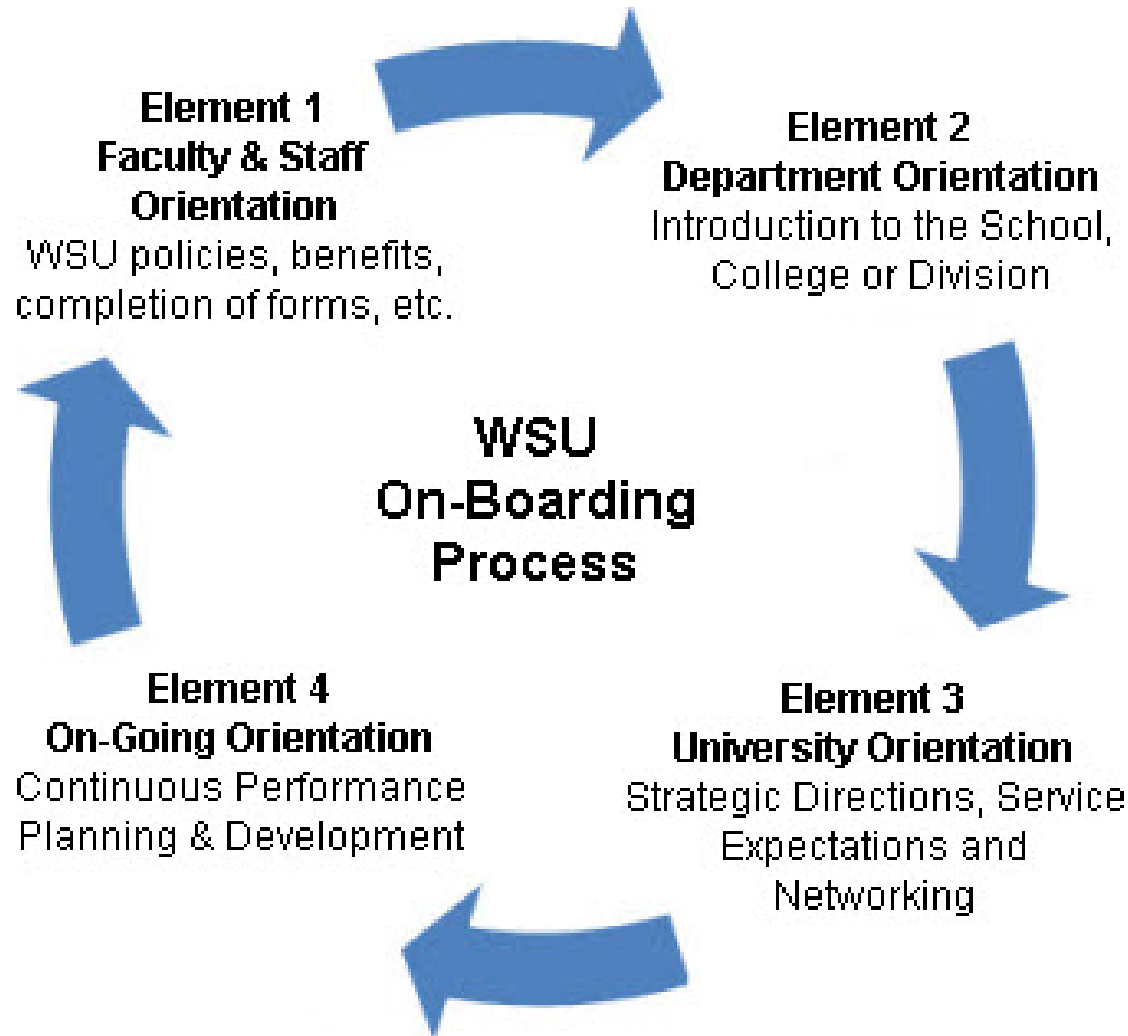 Element 1
Faculty & Staff
Orientation
WSU policies, benefits,
completion of forms, etc.
Element 2
Department Orientation
Introduction to the School,
College or Division
WSU
On-Boarding
Process
Element 4
On-Going Orientation
Continuous Performance
Planning & Development
Element 3
University Orientation
Strategic Directions, Service
Expectations and
Networking